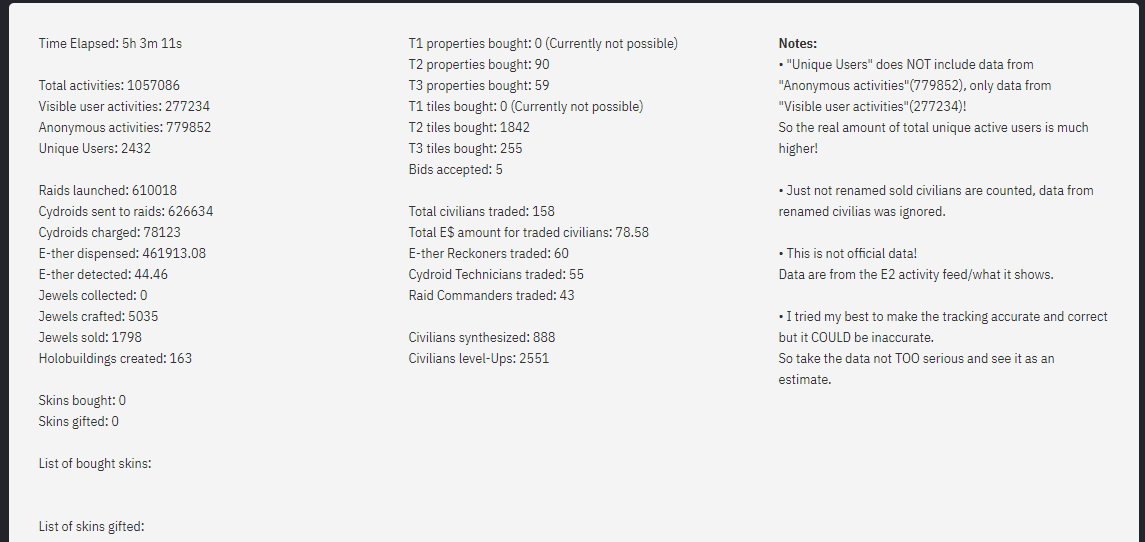 Time Elapsed: 5h 3m 11s
Total activities: 1057086
Visible user activities: 277234
Anonymous activities: 779852
Unique Users: 2432
Raids launched: 610018
Cydroids sent to raids: 626634
Cydroids charged: 78123
E-ther dispensed: 461913.08
E-ther detected: 44.46
Jewels collected: 0
Jewels crafted: 5035
Jewels sold: 1798
Holobuildings created: 163
Skins bought: 0
Skins gifted: 0
List of bought skins:
List of skins gifted:
T1 properties bought: 0 (Currently not possible)
T2 properties bought: 90
T3 properties bought: 59
T1 tiles bought: 0 (Currently not possible)
T2 tiles bought: 1842
T3 tiles bought: 255
Bids accepted: 5
Total civilians traded: 158
Total E$ amount for traded civilians: 78.58
E-ther Reckoners traded: 60
Cydroid Technicians traded: 55
Raid Commanders traded: 43
Civilians synthesized: 888
Civilians level-Ups: 2551
Notes:
• "Unique Users" does NOT include data from
"Anonymous activities"(779852), only data from
"Visible user activities"(277234)!
So the real amount of total unique active users is much
higher!
• Just not renamed sold civilians are counted, data from
renamed civilias was ignored.
• This is not official data!
Data are from the E2 activity feed/what it shows.
• I tried my best to make the tracking accurate and correct
but it COULD be inaccurate.
So take the data not TOO serious and see it as an
estimate.